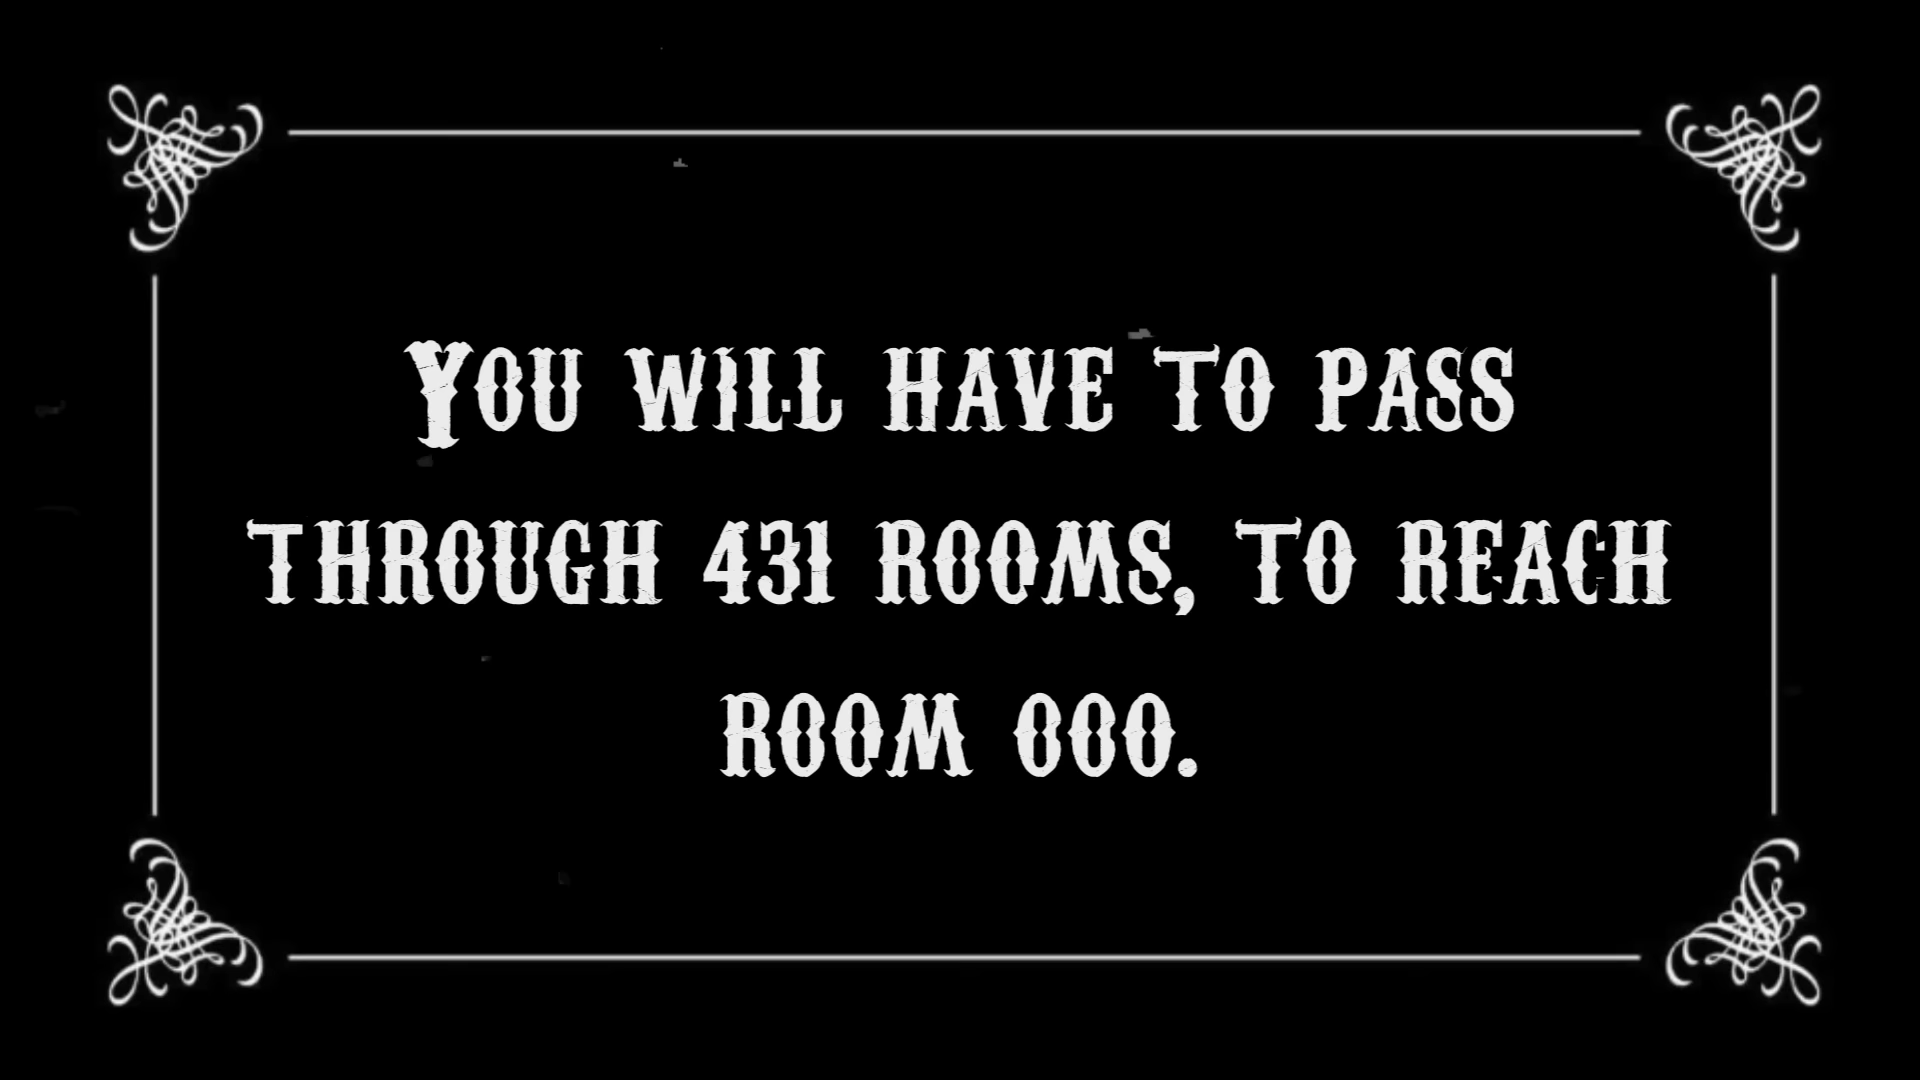 You will have to pass
through 431 rooms, to reach
room 000.